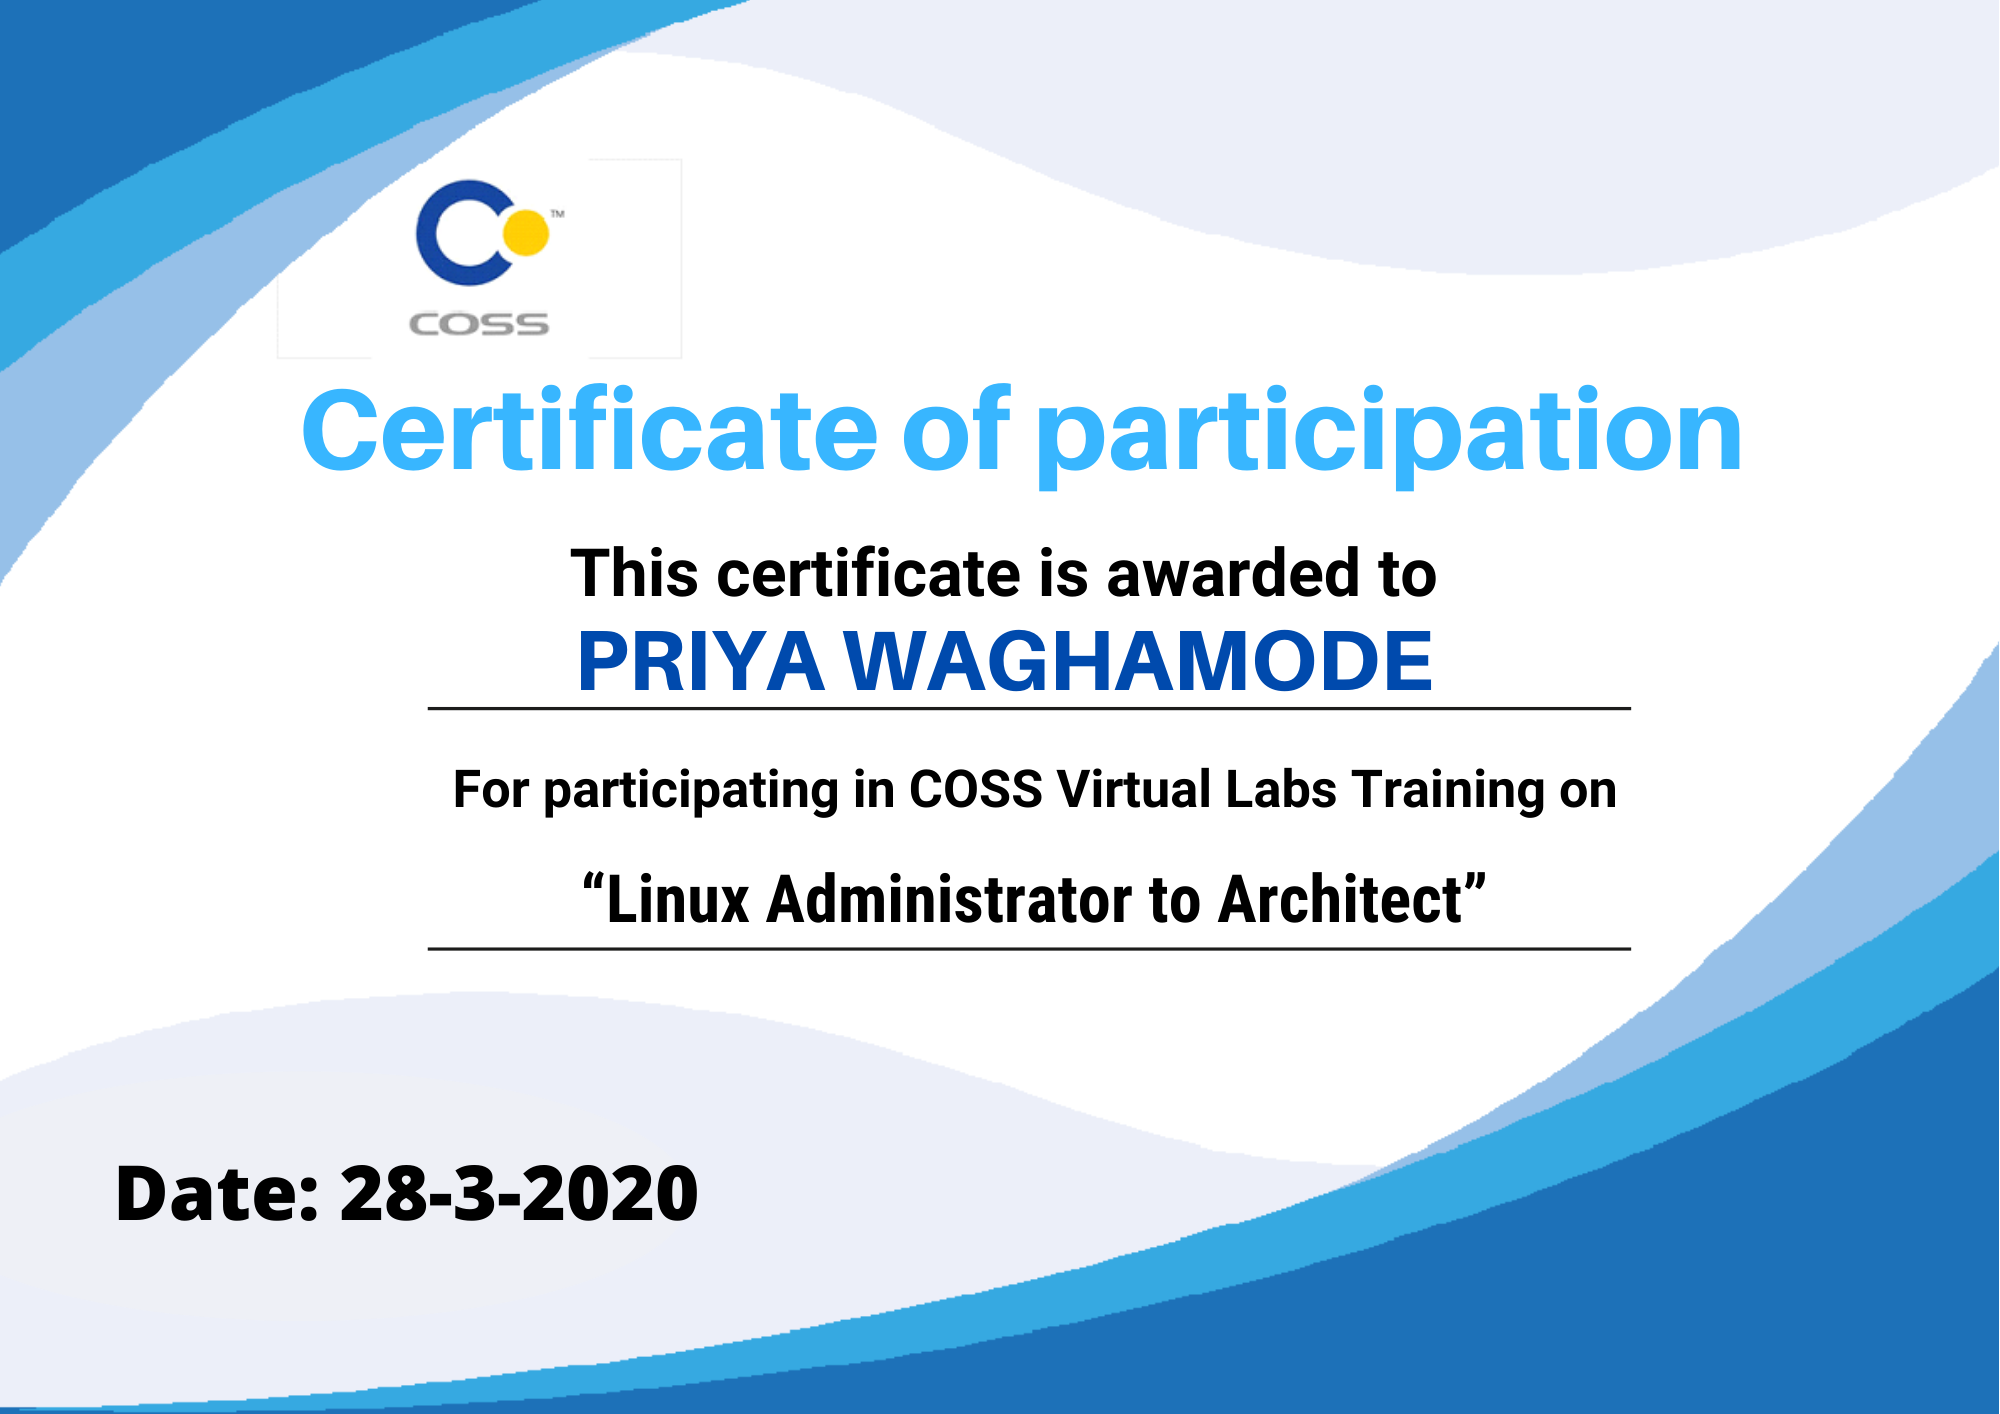 TM
COSS
Certificate of participation
This certificate is awarded to
PRIYA WAGHAMODE
For participating in COSS Virtual Labs Training on
“Linux Administrator to Architect”
Date: 28-3-2020